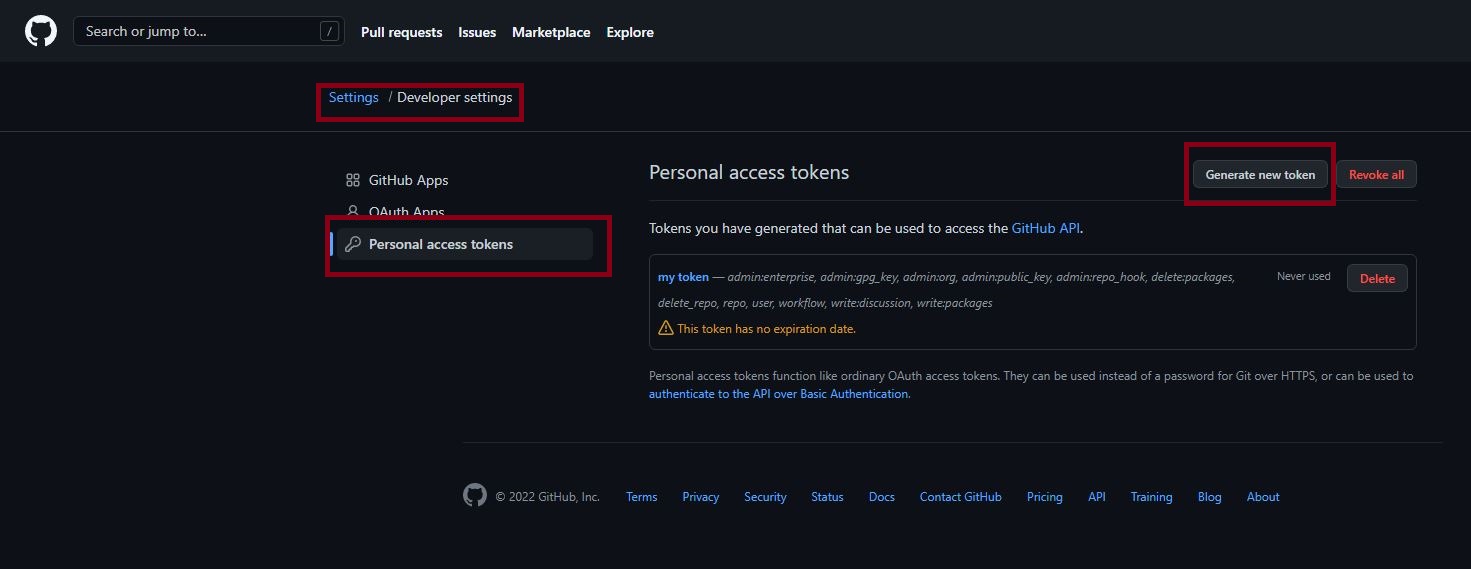 Search or jump to... /
Pull requests Issues Marketplace Explore
Settings / Developer settings
GitHub Apps
OAuth Apps
Personal access tokens
Personal access tokens
Generate new token Revoke all
Tokens you have generated that can be used to access the GitHub API.
my token — admin:enterprise, admin:gpg_key, admin:org, admin:public_key, admin:repo_hook, delete:packages,
delete_repo, repo, user, workflow, write:discussion, write:packages
Never used Delete
This token has no expiration date.
Personal access tokens function like ordinary OAuth access tokens. They can be used instead of a password for Git over HTTPS, or can be used to
authenticate to the API over Basic Authentication.
© 2022 GitHub, Inc. Terms Privacy Security Status Docs Contact GitHub Pricing API Training Blog About